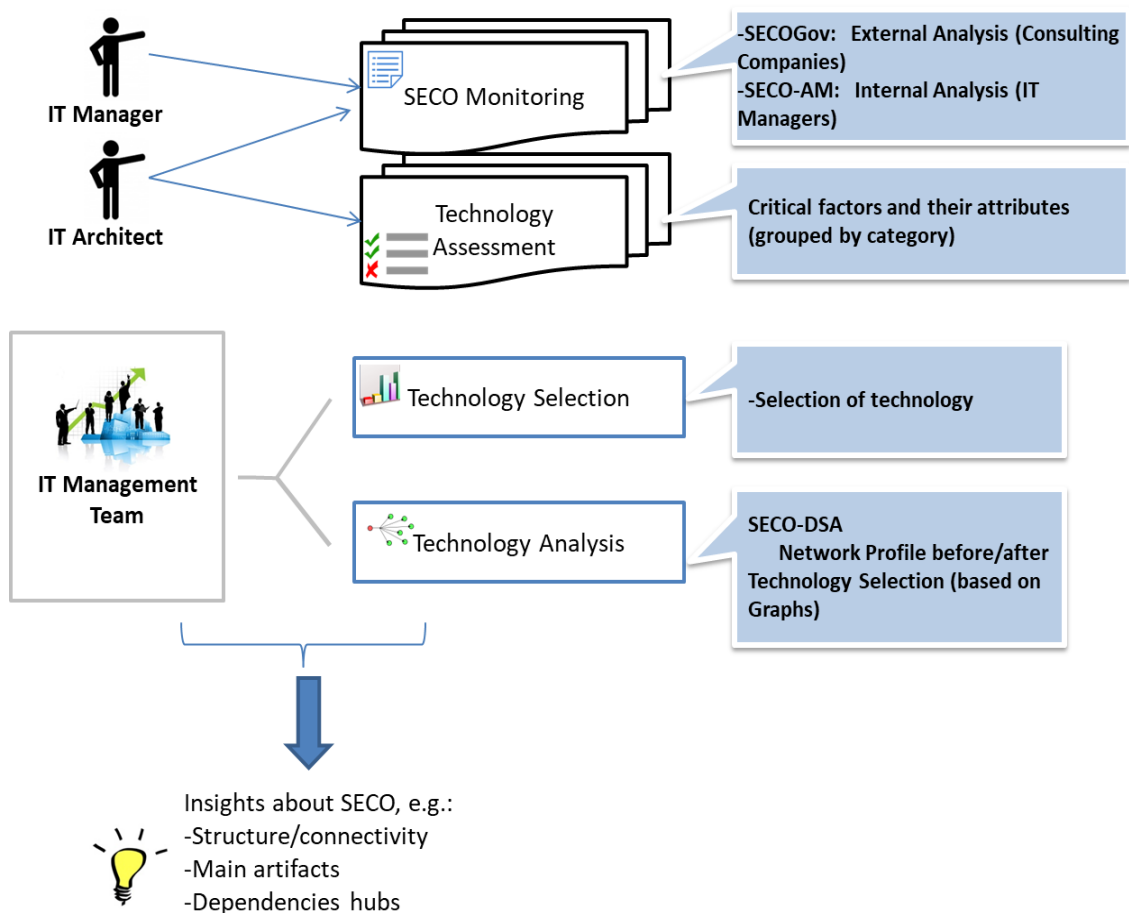 IT Manager
IT Architect
SECO Monitoring
-SECOGov: External Analysis (Consulting
Companies)
-SECO-AM: Internal Analysis (IT
Managers)
Technology
Assessment
Critical factors and their attributes
(grouped by category)
IT Management
Team
Technology Selection
-Selection of technology
Technology Analysis
SECO-DSA
Network Profile before/after
Technology Selection (based on
Graphs)
Insights about SECO, e.g.:
-Structure/connectivity
-Main artifacts
-Dependencies hubs